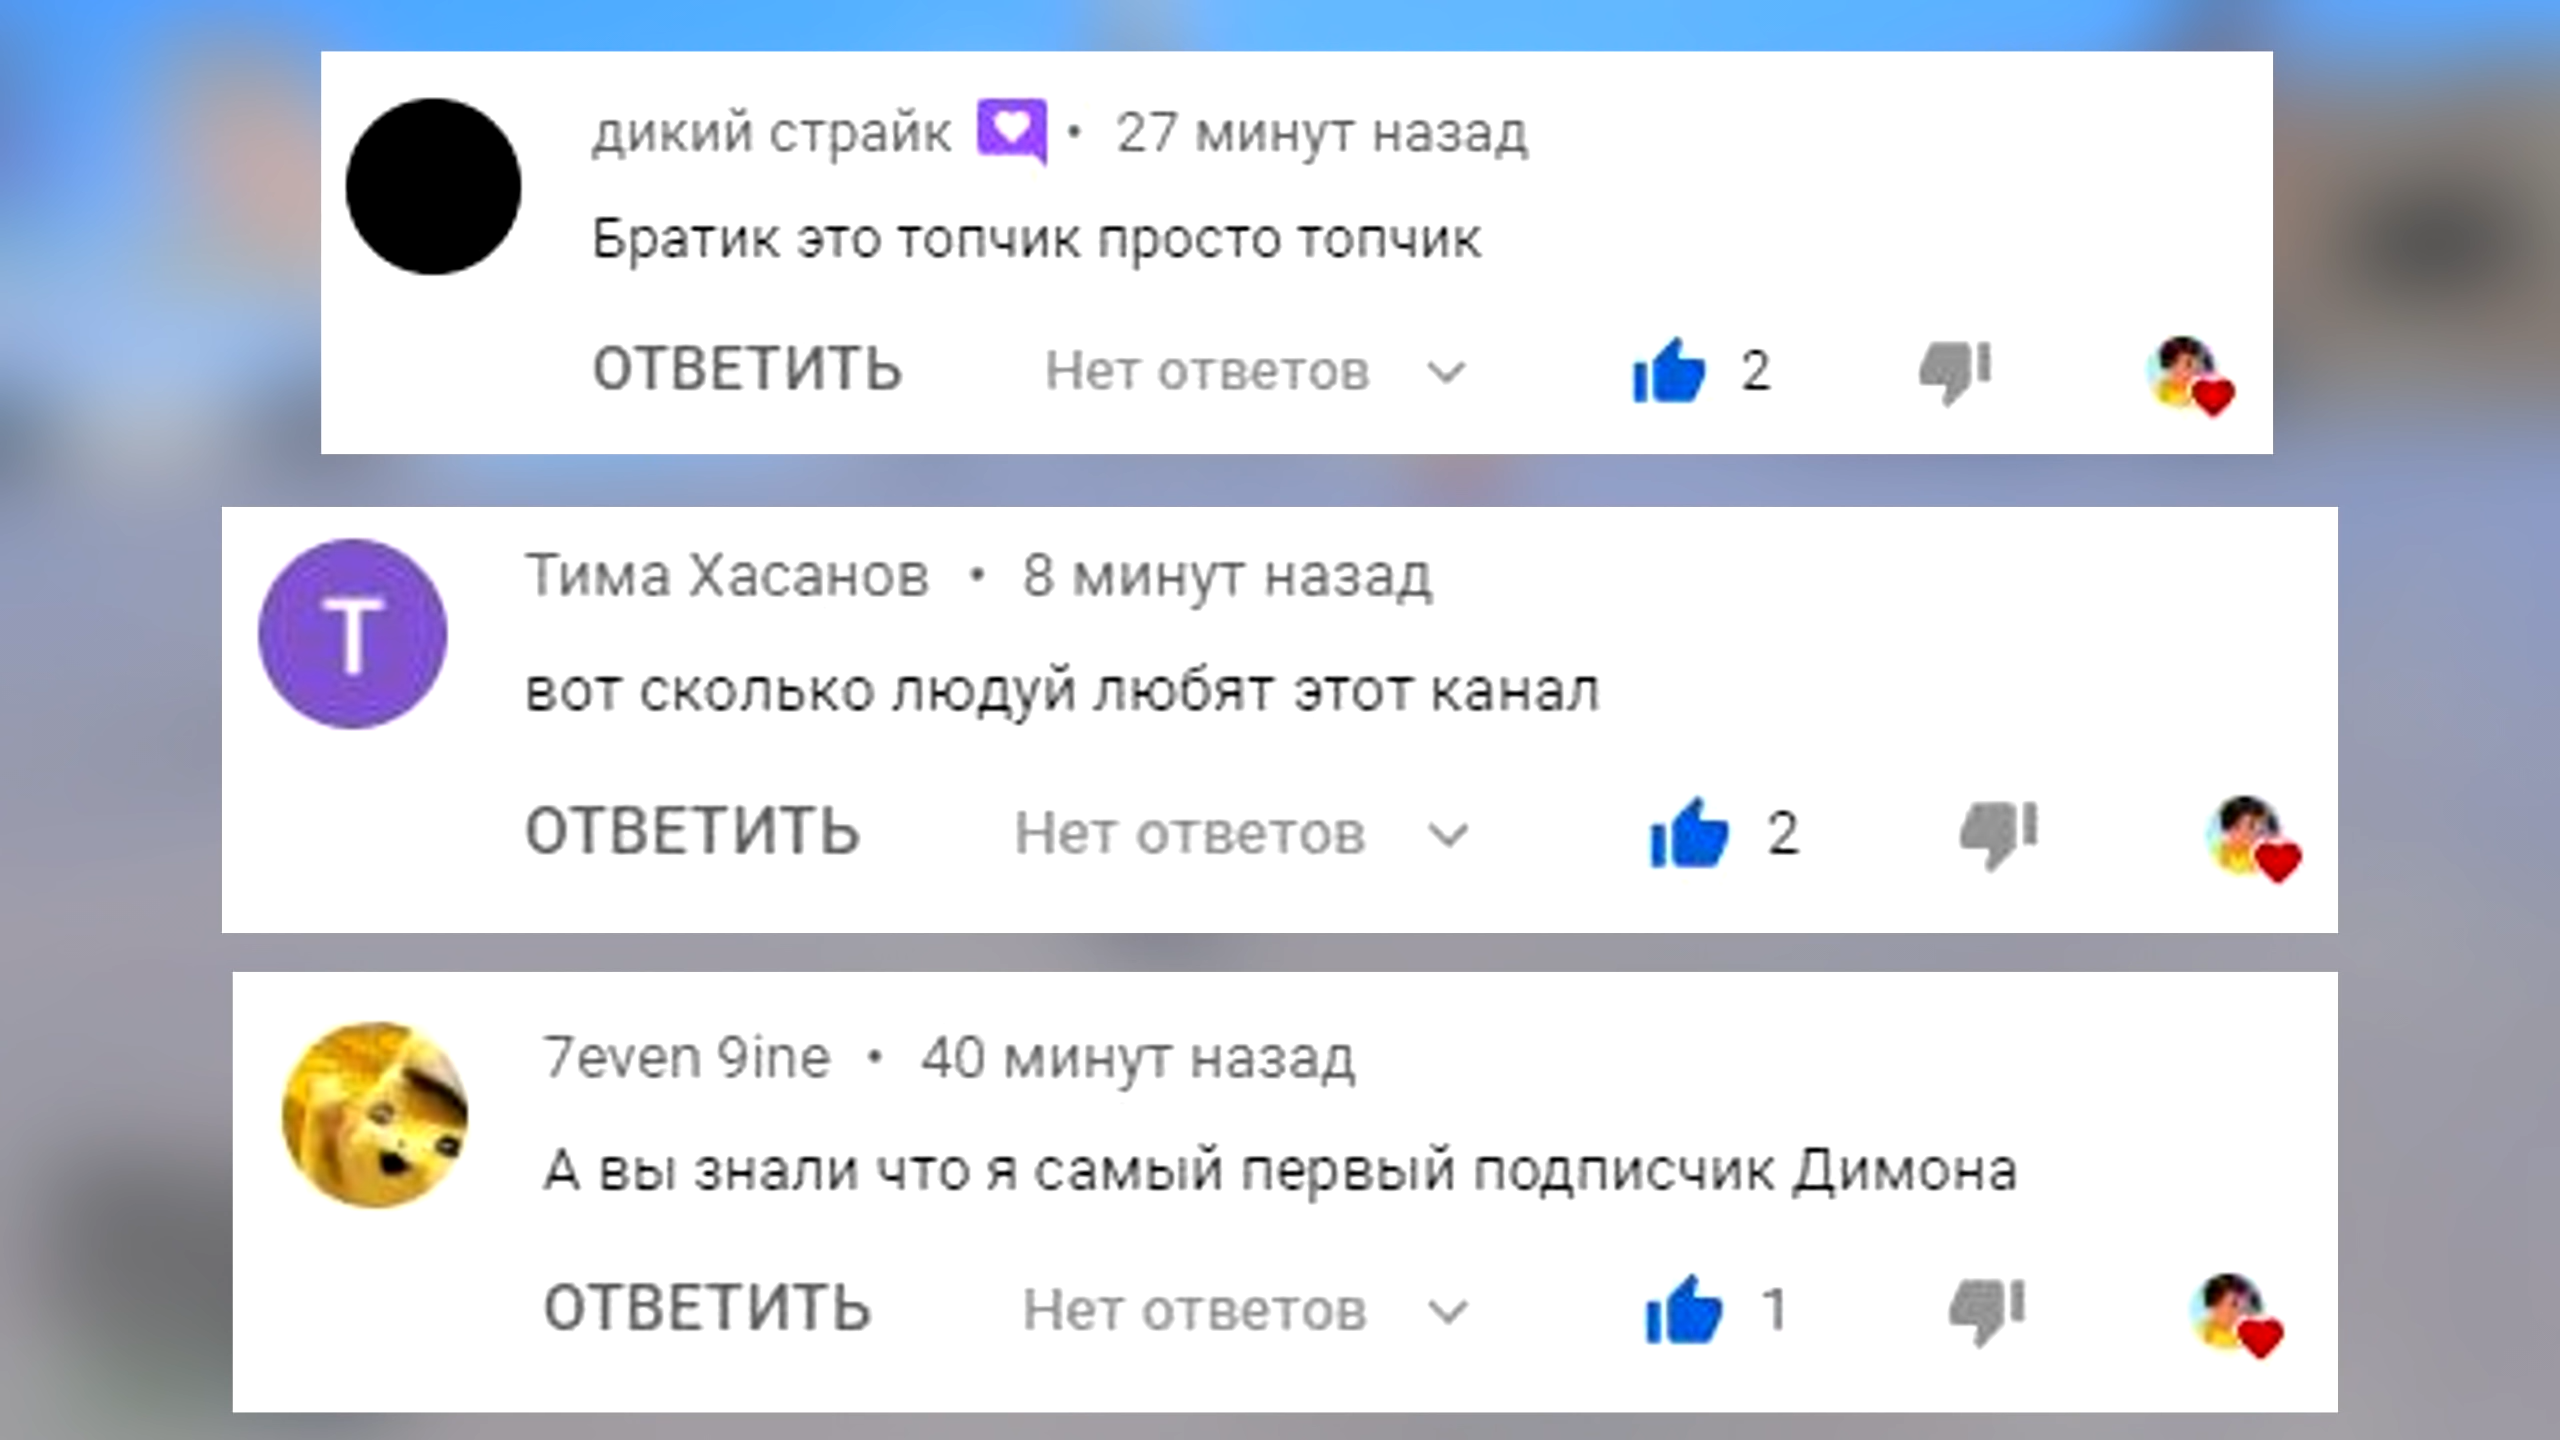 дикий страйк • 27 минут назад
Братик это топчик просто топчик
ОТВЕТИТЬ Нет ответов 2
Т
Тима Хасанов • 8 минут назад
вот сколько людуй любят этот канал
ОТВЕТИТЬ Нет ответов 2
7even 9ine • 40 минут назад
А вы знали что я самый первый подписчик Димона
ОТВЕТИТЬ Нет ответов 1